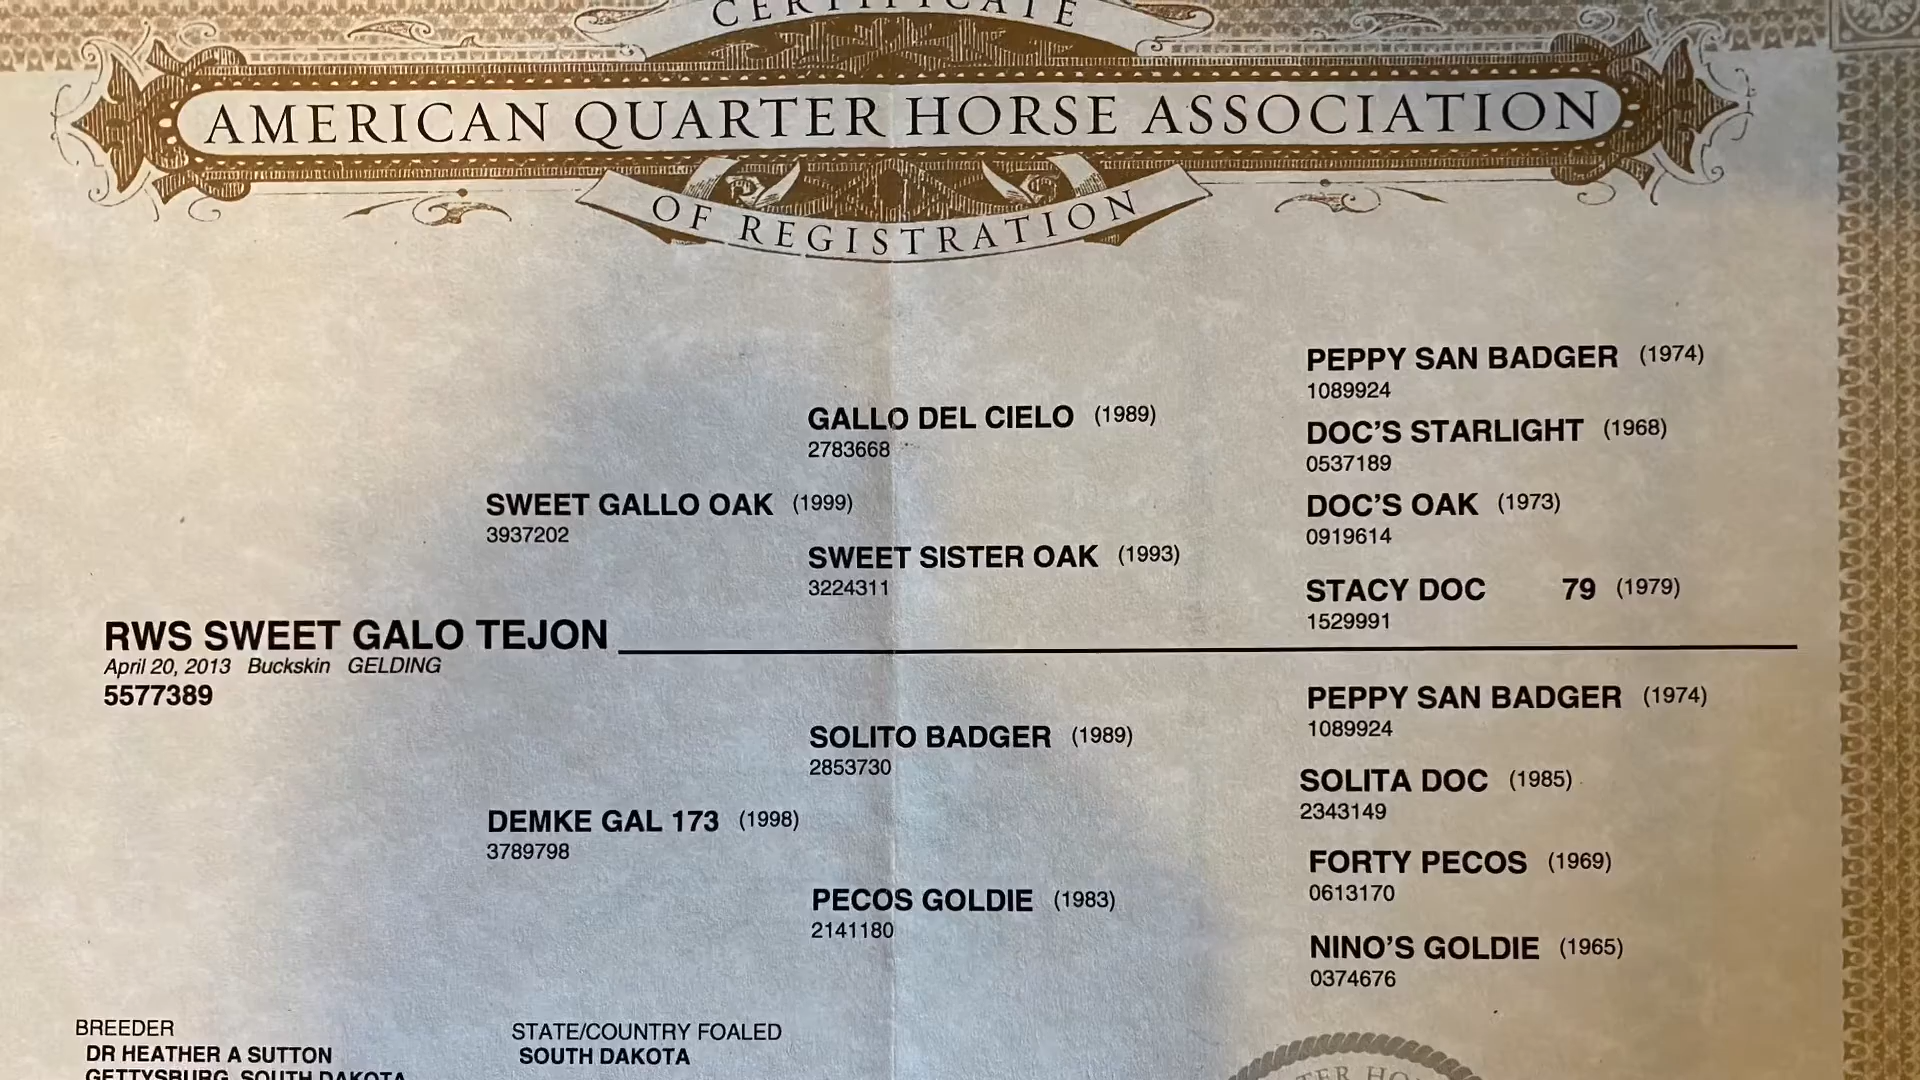 CERTIFICATE
AMERICAN QUARTER HORSE ASSOCIATION
OF REGISTRATION
PEPPY SAN BADGER (1974)
1089924
GALLO DEL CIELO (1989)
2783668
DOC'S STARLIGHT (1968)
0537189
SWEET GALLO OAK (1999)
3937202
DOC'S OAK (1973)
0919614
SWEET SISTER OAK (1993)
3224311
STACY DOC 79 (1979)
1529991
RWS SWEET GALO TEJON
April 20, 2013 Buckskin GELDING
5577389
PEPPY SAN BADGER (1974)
1089924
SOLITO BADGER (1989)
2853730
SOLITA DOC (1985)
2343149
DEMKE GAL 173 (1998)
3789798
FORTY PECOS (1969)
0613170
PECOS GOLDIE (1983)
2141180
NINO'S GOLDIE (1965)
0374676
BREEDER
DR HEATHER A SUTTON
GETTYSBURG, SOUTH DAKOTA
STATE/COUNTRY FOALED
SOUTH DAKOTA